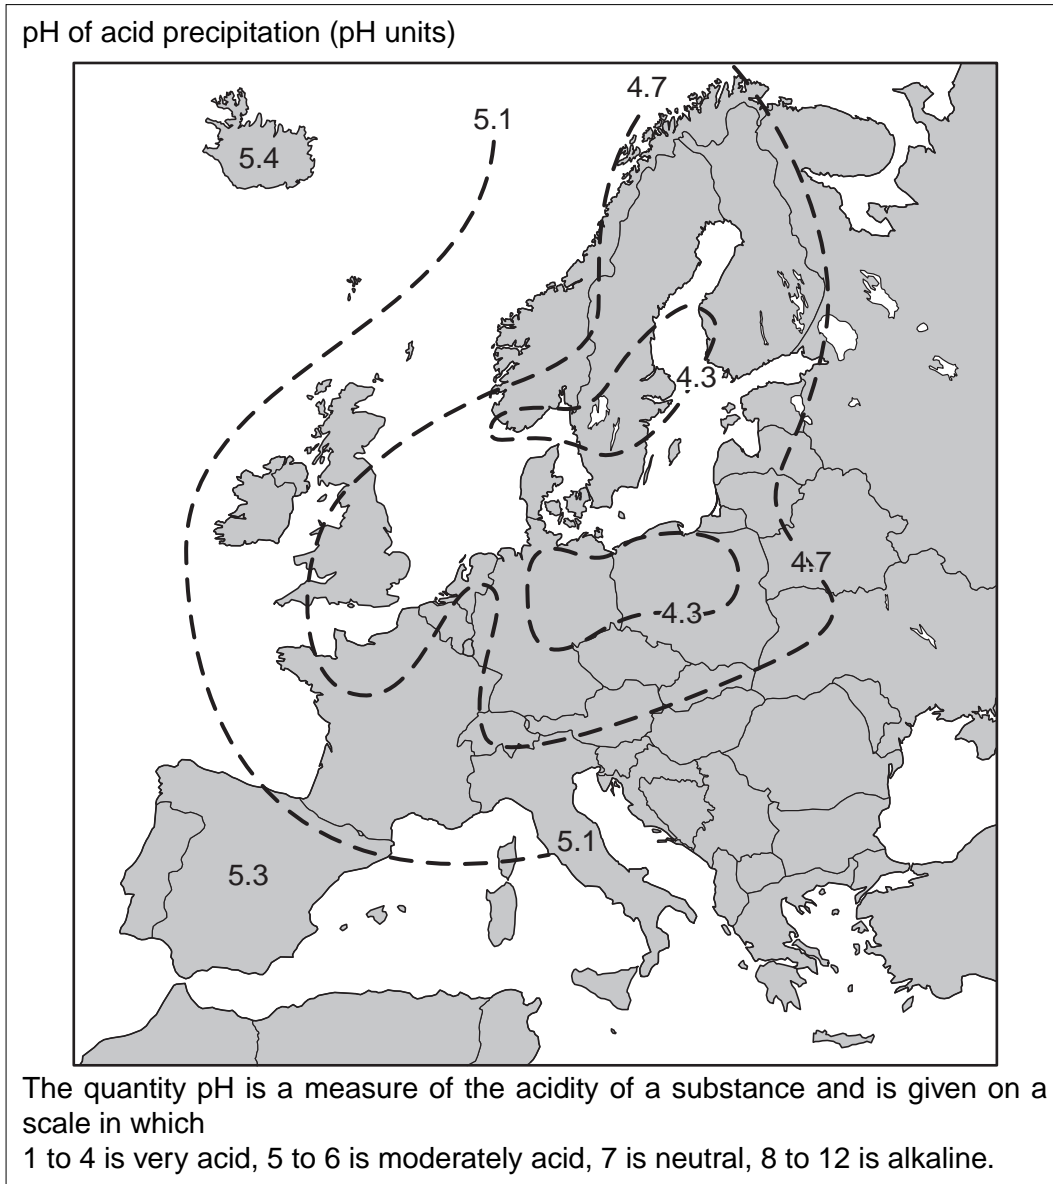 pH of acid precipitation (pH units)
4.7
5.1
5.4
4.3
4.7
4.3
5.1
5.3
The quantity pH is a measure of the acidity of a substance and is given on a
scale in which
1 to 4 is very acid, 5 to 6 is moderately acid, 7 is neutral, 8 to 12 is alkaline.